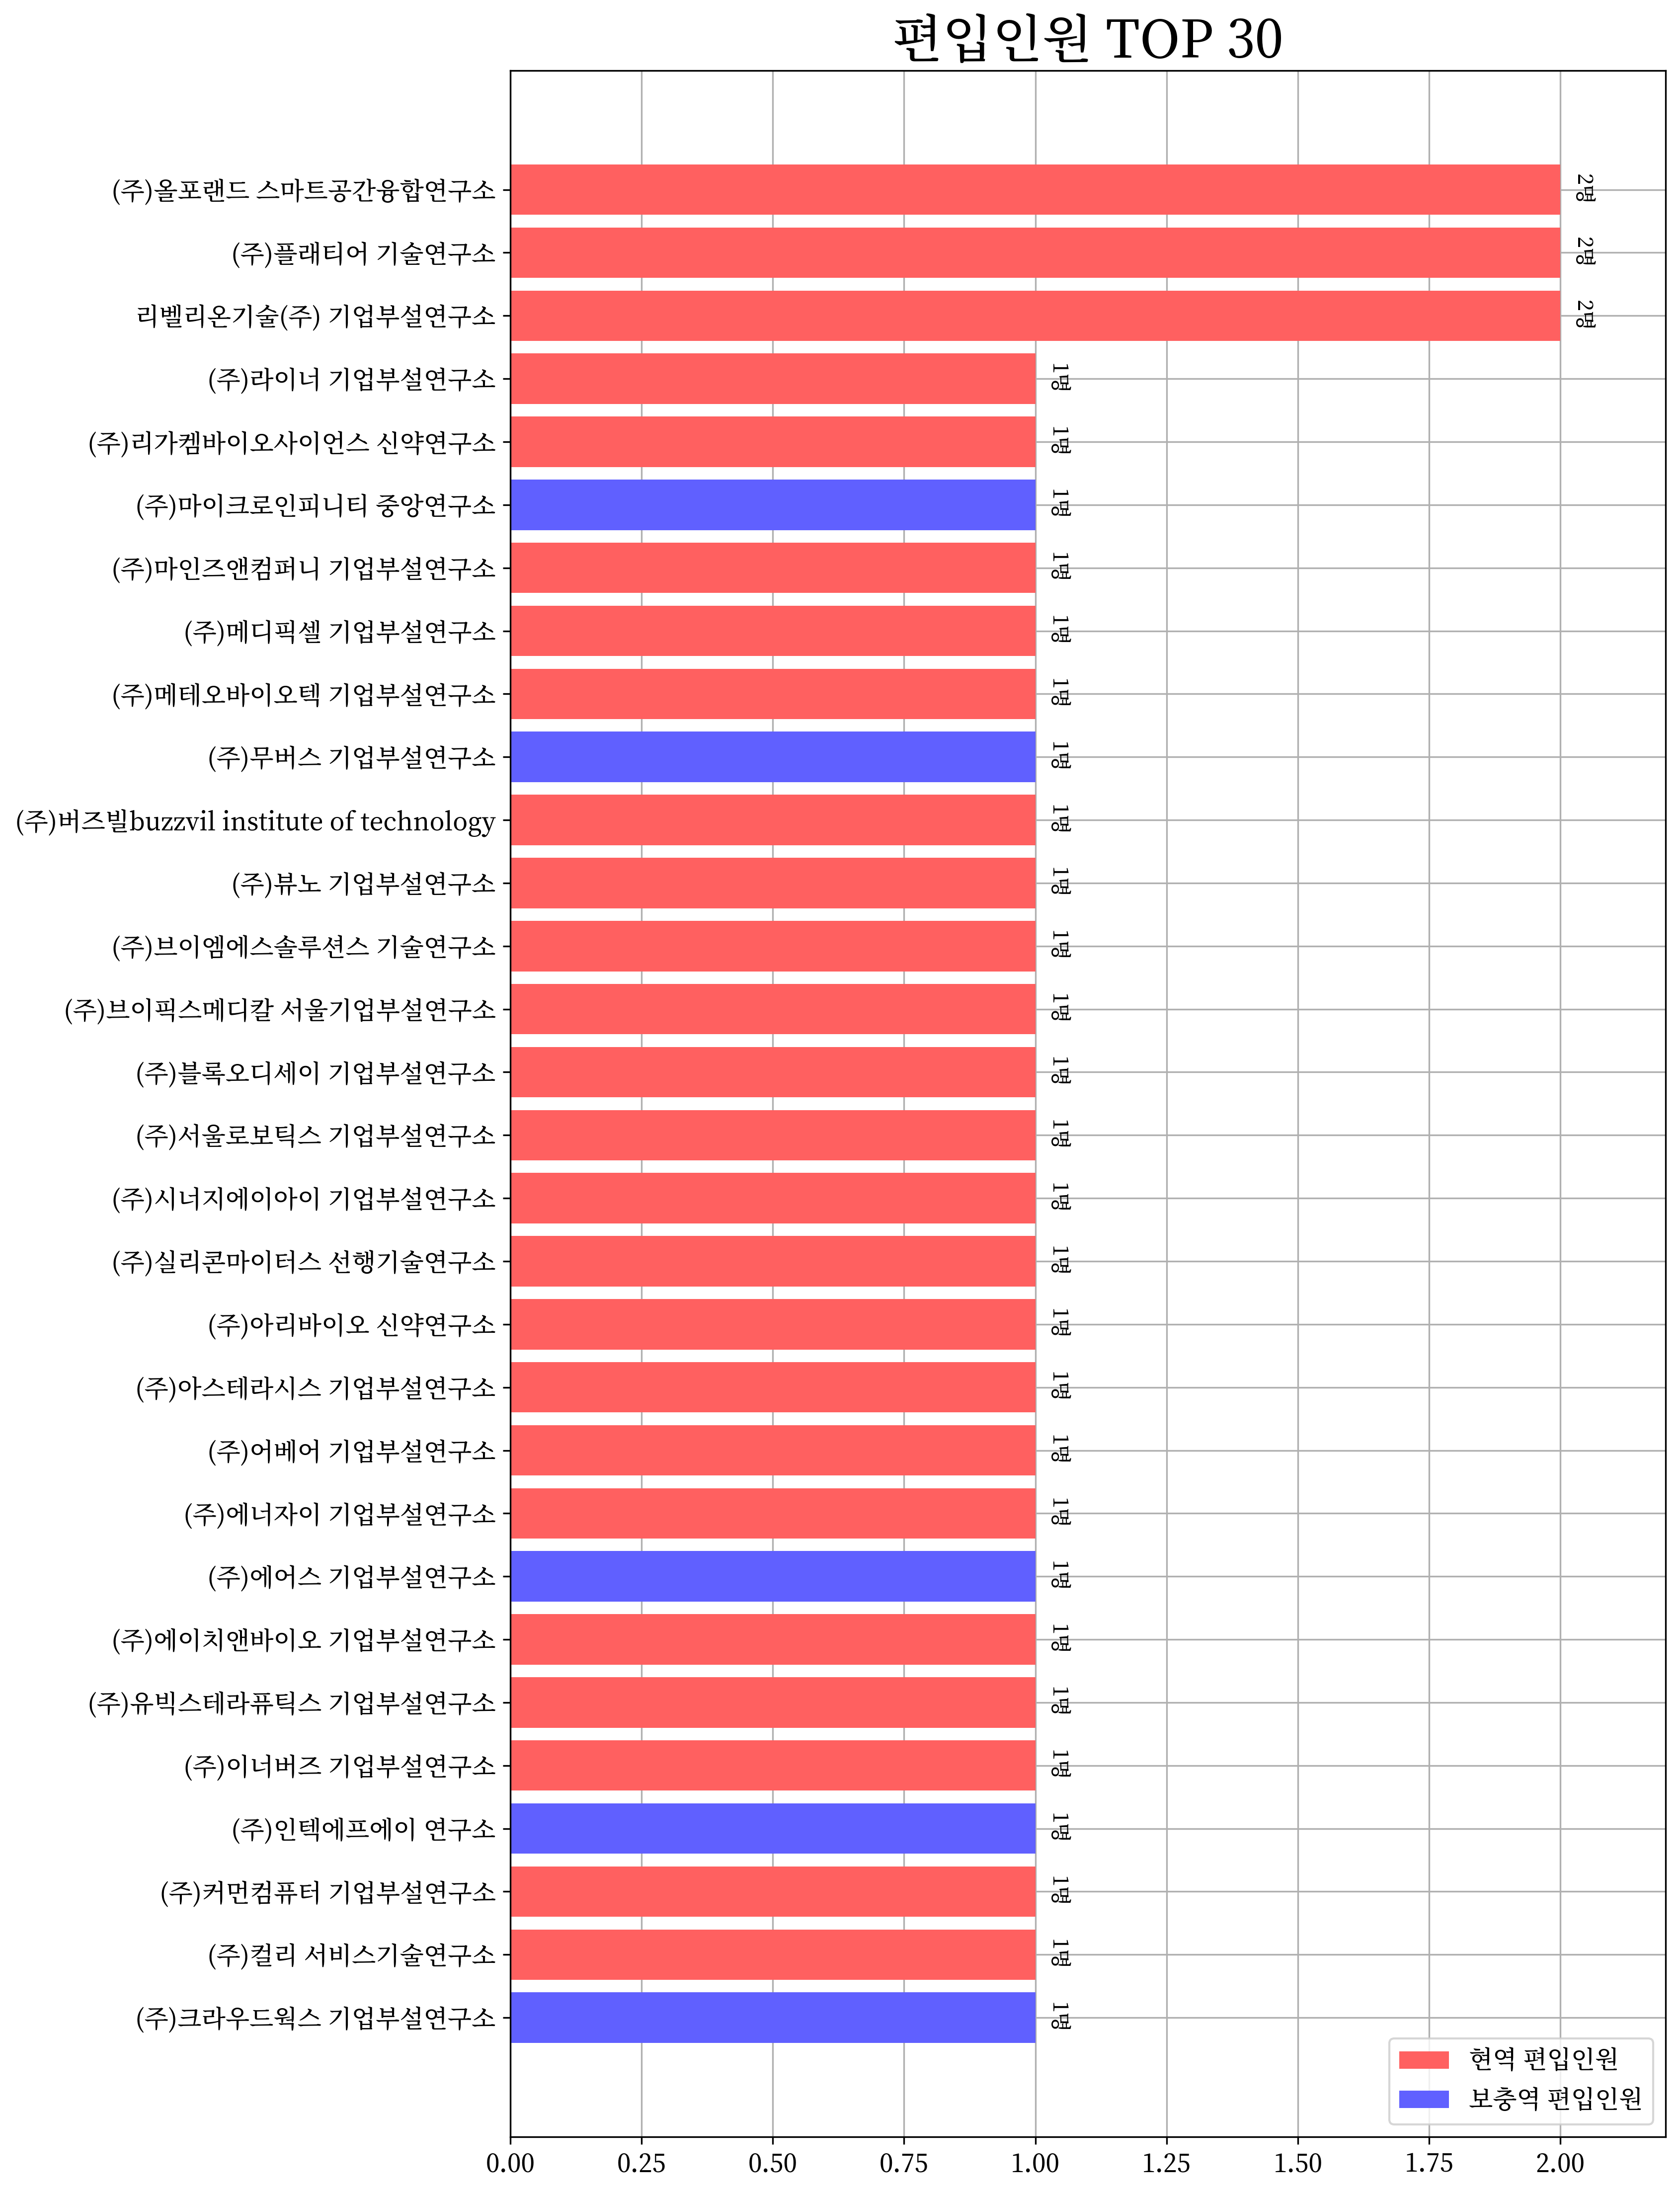 편입인원 TOP 30
(주)올포랜드 스마트공간융합연구소 2명
(주)플래티어 기술연구소 2명
리벨리온기술(주) 기업부설연구소 2명
(주)라이너 기업부설연구소 1명
(주)리가켐바이오사이언스 신약연구소 1명
(주)마이크로인피니티 중앙연구소 1명
(주)마인즈앤컴퍼니 기업부설연구소 1명
(주)메디픽셀 기업부설연구소 1명
(주)메테오바이오텍 기업부설연구소 1명
(주)무버스 기업부설연구소 1명
(주)버즈빌buzzvil institute of technology 1명
(주)뷰노 기업부설연구소 1명
(주)브이엠에스솔루션스 기술연구소 1명
(주)브이픽스메디칼 서울기업부설연구소 1명
(주)블록오디세이 기업부설연구소 1명
(주)서울로보틱스 기업부설연구소 1명
(주)시너지에이아이 기업부설연구소 1명
(주)실리콘마이터스 선행기술연구소 1명
(주)아리바이오 신약연구소 1명
(주)아스테라시스 기업부설연구소 1명
(주)어베어 기업부설연구소 1명
(주)에너자이 기업부설연구소 1명
(주)에어스 기업부설연구소 1명
(주)에이치앤바이오 기업부설연구소 1명
(주)유빅스테라퓨틱스 기업부설연구소 1명
(주)이너버즈 기업부설연구소 1명
(주)인텍에프에이 연구소 1명
(주)커먼컴퓨터 기업부설연구소 1명
(주)컬리 서비스기술연구소 1명
(주)크라우드웍스 기업부설연구소 1명
현역 편입인원
보충역 편입인원
0.00 0.25 0.50 0.75 1.00 1.25 1.50 1.75 2.00